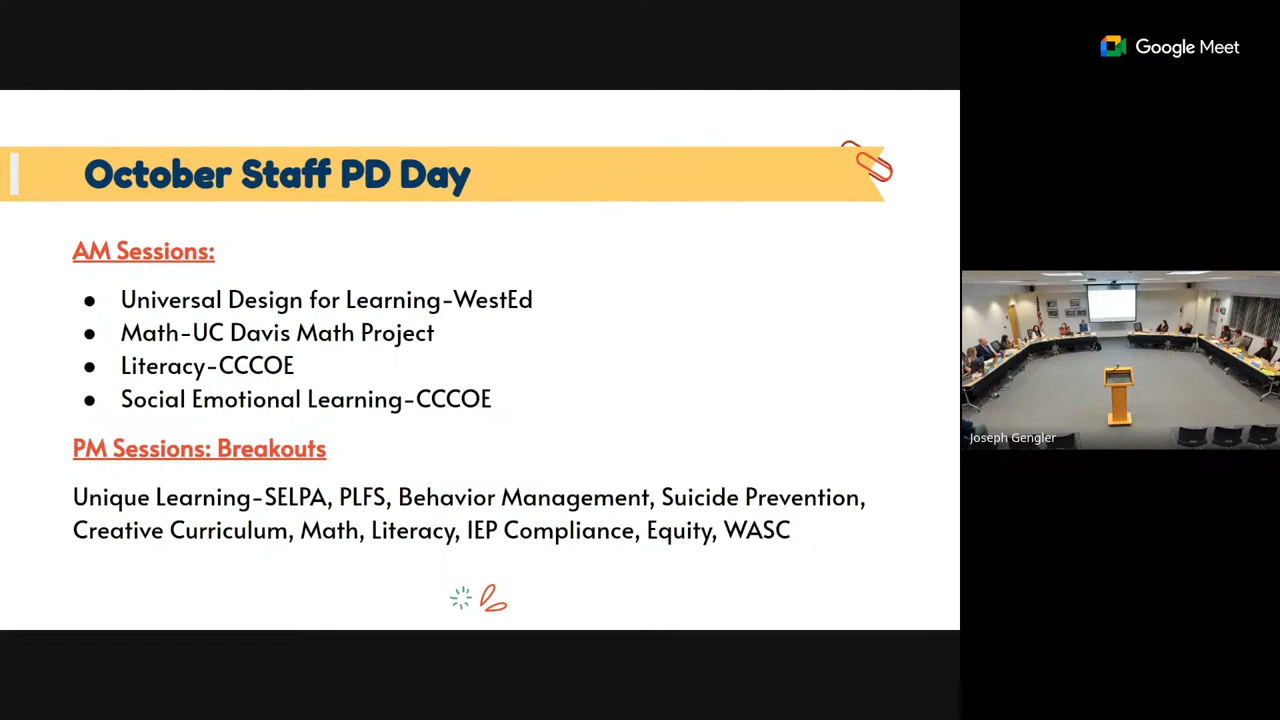 October Staff PD Day
AM Sessions:
● Universal Design for Learning-WestEd
● Math-UC Davis Math Project
● Literacy-CCCOE
● Social Emotional Learning-CCCOE
PM Sessions: Breakouts
Unique Learning-SELPA, PLFS, Behavior Management, Suicide Prevention,
Creative Curriculum, Math, Literacy, IEP Compliance, Equity, WASC
Google Meet
Joseph Gengler